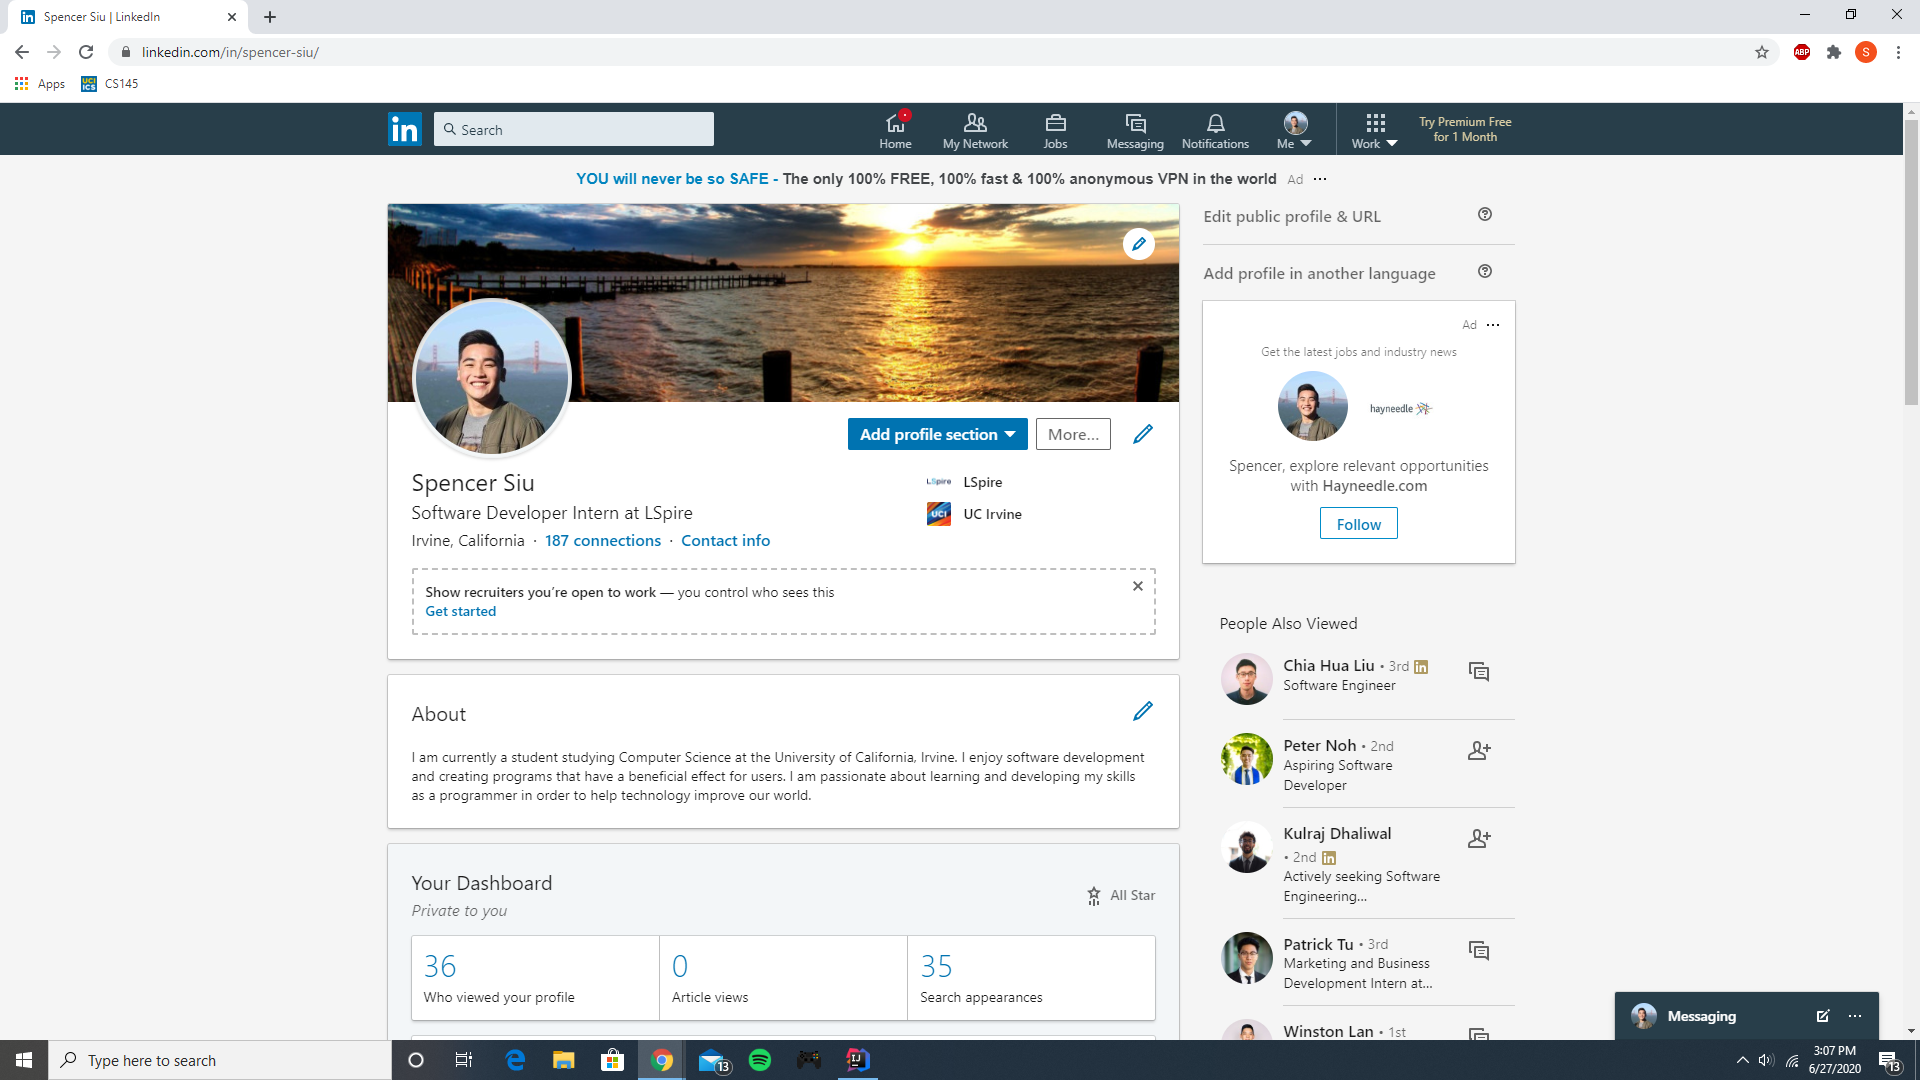 Spencer Siu | LinkedIn
linkedin.com/in/spencer-siu/
ABP
S
Apps
UCI ICS
CS145
in
Search
Home
My Network
Jobs
Messaging
Notifications
Me
Work
Try Premium Free
for 1 Month
YOU will never be so SAFE - The only 100% FREE, 100% fast & 100% anonymous VPN in the world Ad
Edit public profile & URL
Add profile in another language
Ad
Get the latest jobs and industry news
hayneedle
Spencer, explore relevant opportunities
with Hayneedle.com
Follow
Add profile section
More...
Spencer Siu
Software Developer Intern at LSpire
Irvine, California · 187 connections · Contact info
LSpire LSpire
UCI UC Irvine
Show recruiters you're open to work — you control who sees this
Get started
About
I am currently a student studying Computer Science at the University of California, Irvine. I enjoy software development
and creating programs that have a beneficial effect for users. I am passionate about learning and developing my skills
as a programmer in order to help technology improve our world.
Your Dashboard
Private to you
All Star
36
Who viewed your profile
0
Article views
35
Search appearances
People Also Viewed
Chia Hua Liu • 3rd in
Software Engineer
Peter Noh • 2nd
Aspiring Software
Developer
Kulraj Dhaliwal
• 2nd in
Actively seeking Software
Engineering...
Patrick Tu • 3rd
Marketing and Business
Development Intern at...
Winston Lan • 1st
Messaging
Type here to search
13
IJ
3:07 PM
6/27/2020
13